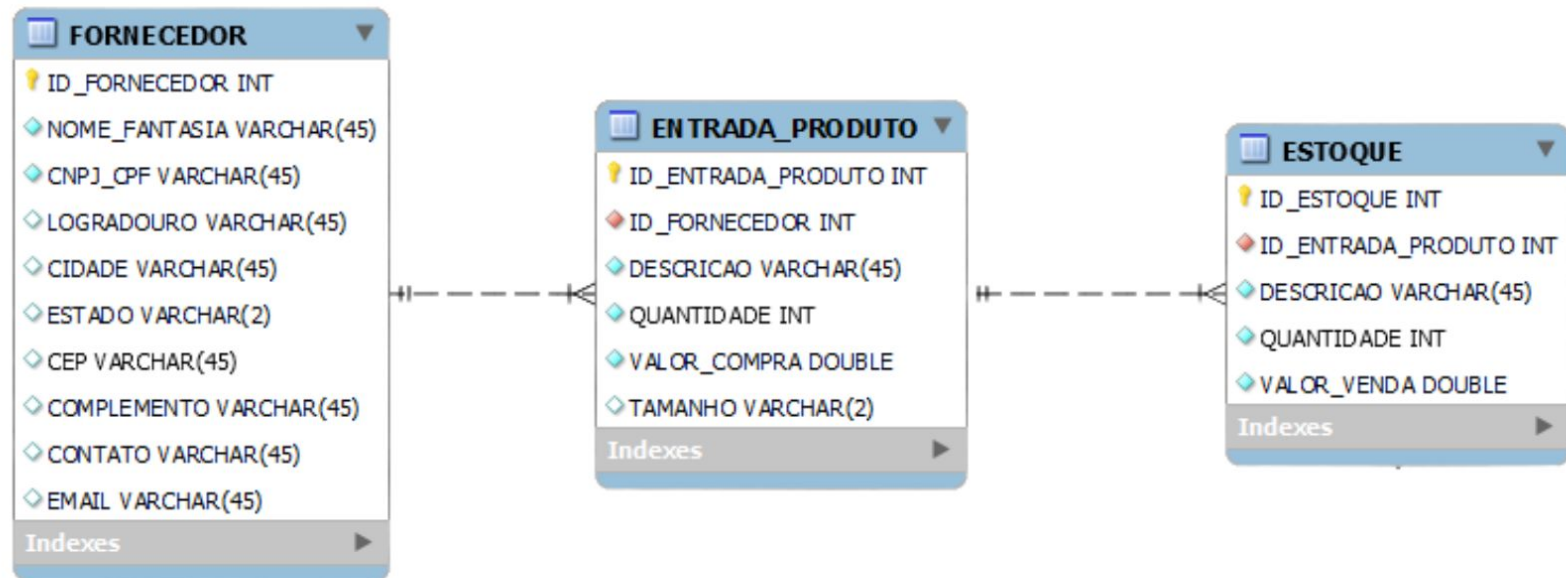 FORNECEDOR
ID_FORNECEDOR INT
NOME_FANTASIA VARCHAR(45)
CNPJ_CPF VARCHAR(45)
LOGRADOURO VARCHAR(45)
CIDADE VARCHAR(45)
ESTADO VARCHAR(2)
CEP VARCHAR(45)
COMPLEMENTO VARCHAR(45)
CONTATO VARCHAR(45)
EMAIL VARCHAR(45)
Indexes
ENTRADA_PRODUTO
ID_ENTRADA_PRODUTO INT
ID_FORNECEDOR INT
DESCRICAO VARCHAR(45)
QUANTIDADE INT
VALOR_COMPRA DOUBLE
TAMANHO VARCHAR(2)
Indexes
ESTOQUE
ID_ESTOQUE INT
ID_ENTRADA_PRODUTO INT
DESCRICAO VARCHAR(45)
QUANTIDADE INT
VALOR_VENDA DOUBLE
Indexes